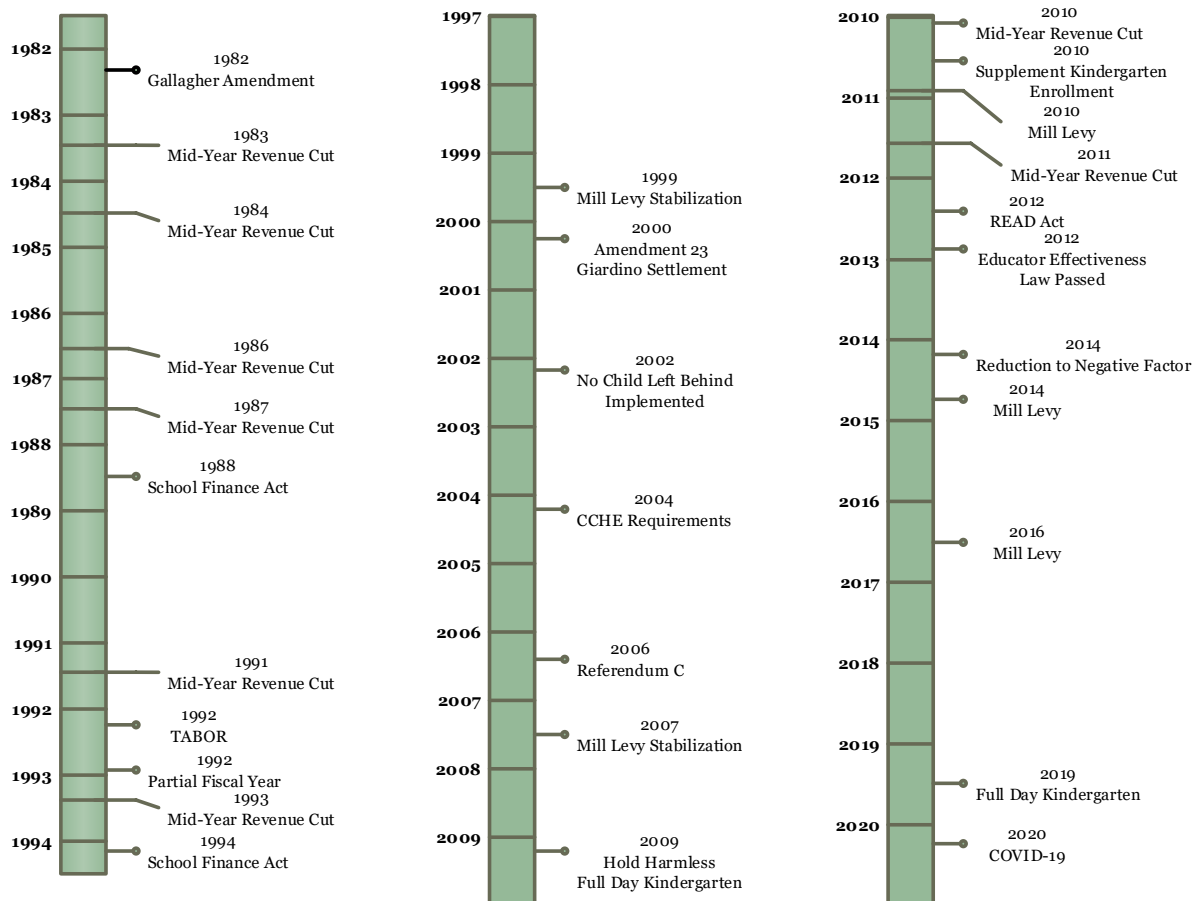 1982
1982
Gallagher Amendment
1983
1983
Mid-Year Revenue Cut
1984
1984
Mid-Year Revenue Cut
1985
1986
1986
Mid-Year Revenue Cut
1987
1987
Mid-Year Revenue Cut
1988
1988
School Finance Act
1989
1990
1991
1991
Mid-Year Revenue Cut
1992
1992
TABOR
1992
Partial Fiscal Year
1993
1993
Mid-Year Revenue Cut
1994
1994
School Finance Act
1997
1998
1999
1999
Mill Levy Stabilization
2000
2000
Amendment 23
Giardino Settlement
2001
2002
2002
No Child Left Behind
Implemented
2003
2004
2004
CCHE Requirements
2005
2006
2006
Referendum C
2007
2007
Mill Levy Stabilization
2008
2009
2009
Hold Harmless
Full Day Kindergarten
2010
2010
Mid-Year Revenue Cut
2010
Supplement Kindergarten
Enrollment
2011
2010
Mill Levy
2011
Mid-Year Revenue Cut
2012
2012
READ Act
2012
Educator Effectiveness
Law Passed
2013
2014
2014
Reduction to Negative Factor
2014
Mill Levy
2015
2016
2016
Mill Levy
2017
2018
2019
2019
Full Day Kindergarten
2020
2020
COVID-19